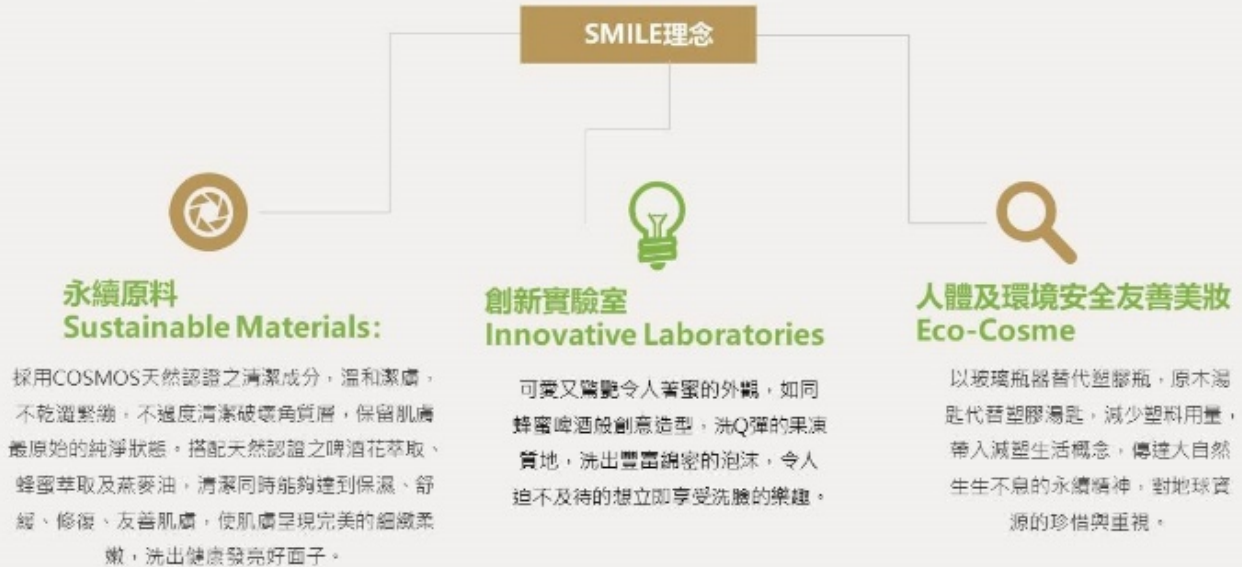 SMILE理念
永續原料
Sustainable Materials:
採用COSMOS天然認證之清潔成分，溫和潔膚，
不乾澀緊繃，不過度清潔破壞角質層，保留肌膚
最原始的純淨狀態。搭配天然認證之啤酒花萃取、
蜂蜜萃取及燕麥油，清潔同時能夠達到保濕、舒
緩、修復、友善肌膚，使肌膚呈現完美的細緻柔
嫩，洗出健康發亮好面子。
創新實驗室
Innovative Laboratories
可愛又驚艷令人著蜜的外觀，如同
蜂蜜啤酒般創意造型，洗Q彈的果凍
質地，洗出豐富綿密的泡沫，令人
迫不及待的想立即享受洗臉的樂趣。
人體及環境安全友善美妝
Eco-Cosme
以玻璃瓶器替代塑膠瓶，原木湯
匙代替塑膠湯匙，減少塑料用量，
帶入減塑生活概念，傳達大自然
生生不息的永續精神，對地球資
源的珍惜與重視。